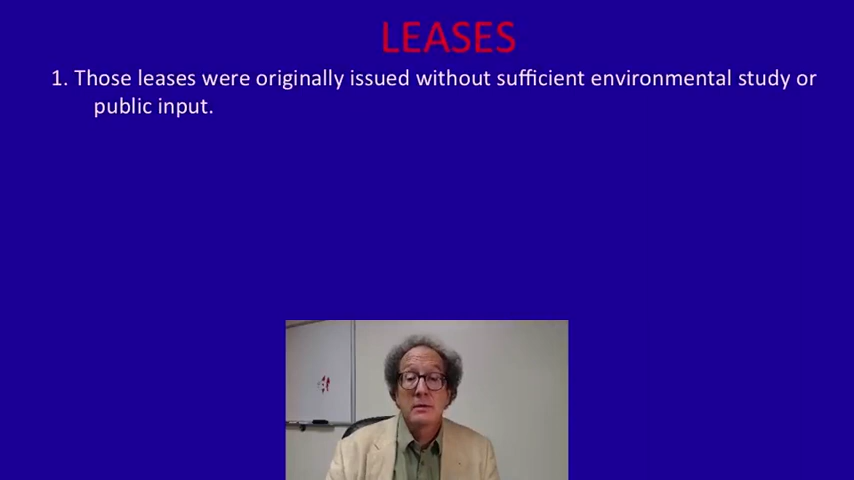 LEASES
1. Those leases were originally issued without sufficient environmental study or
public input.